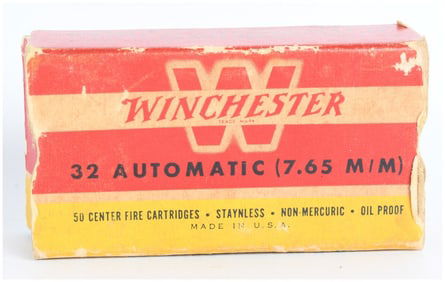 W
WINCHESTER
TRADE MARK
32 AUTOMATIC (7.65 M/M)
50 CENTER FIRE CARTRIDGES • STAYNLESS • NON-MERCURIC • OIL PROOF
MADE IN U.S.A.